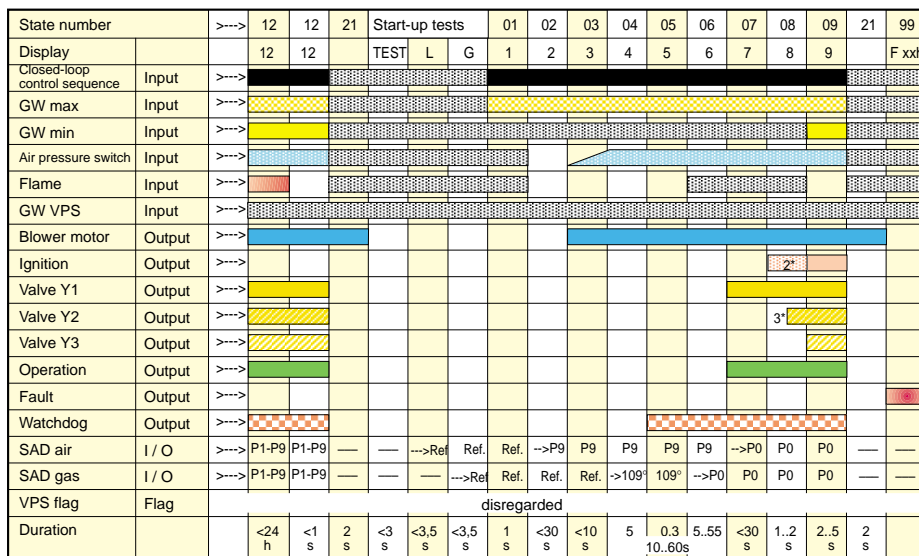 State number >---> 12 12 21 Start-up tests 01 02 03 04 05 06 07 08 09 21 99
Display >---> 12 12 TEST L G 1 2 3 4 5 6 7 8 9 F xxh
Closed-loop control sequence Input >--->
GW max Input >--->
GW min Input >--->
Air pressure switch Input >--->
Flame Input >--->
GW VPS Input >--->
Blower motor Output >--->
Ignition Output >---> 2*
Valve Y1 Output >--->
Valve Y2 Output >---> 3*
Valve Y3 Output >--->
Operation Output >--->
Fault Output >--->
Watchdog Output >--->
SAD air I / O >---> P1-P9 P1-P9 — — --->Ref Ref. Ref. -->P9 P9 P9 P9 P9 -->P0 P0 P0 — —
SAD gas I / O >---> P1-P9 P1-P9 — — — --->Ref Ref. Ref. Ref. ->109° 109° -->P0 P0 P0 P0 — —
VPS flag Flag disregarded
Duration <24 h <1 s 2 s <3 s <3,5 s <3,5 s 1 s <30 s <10 s 5 0.3 10..60s 5.55 <30 s 1..2 s 2..5 s 2 s